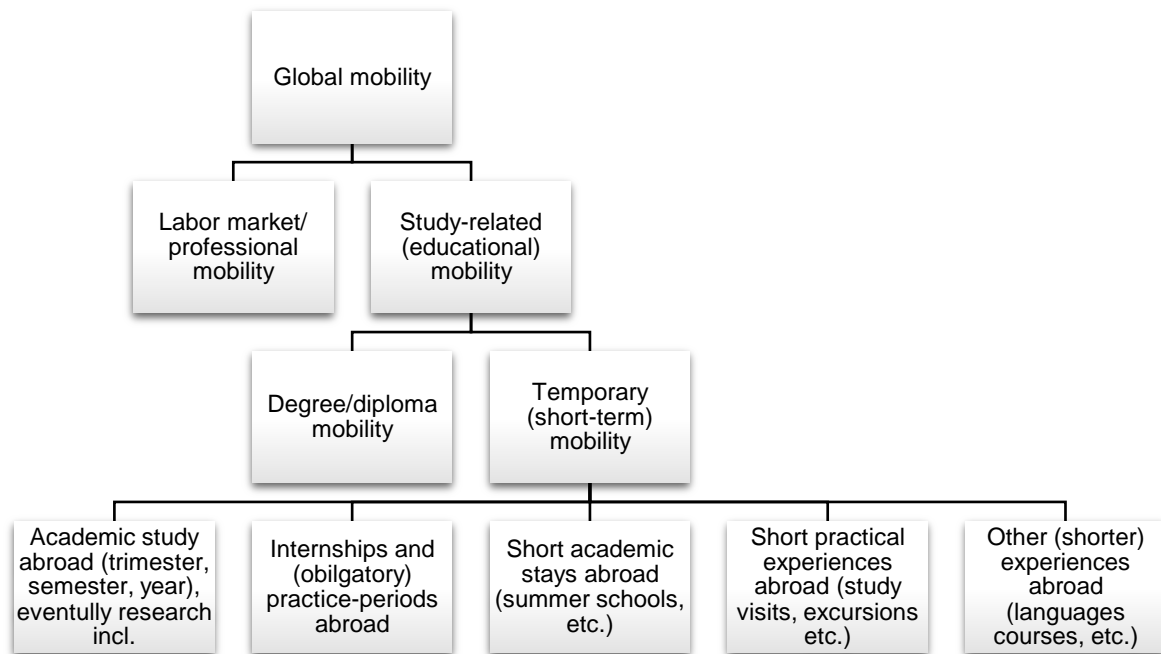 Global mobility
Labor market/
professional
mobility
Study-related
(educational)
mobility
Degree/diploma
mobility
Temporary
(short-term)
mobility
Academic study
abroad (trimester,
semester, year),
eventully research
incl.
Internships and
(obilgatory)
practice-periods
abroad
Short academic
stays abroad
(summer schools,
etc.)
Short practical
experiences
abroad (study
visits, excursions
etc.)
Other (shorter)
experiences
abroad
(languages
courses, etc.)